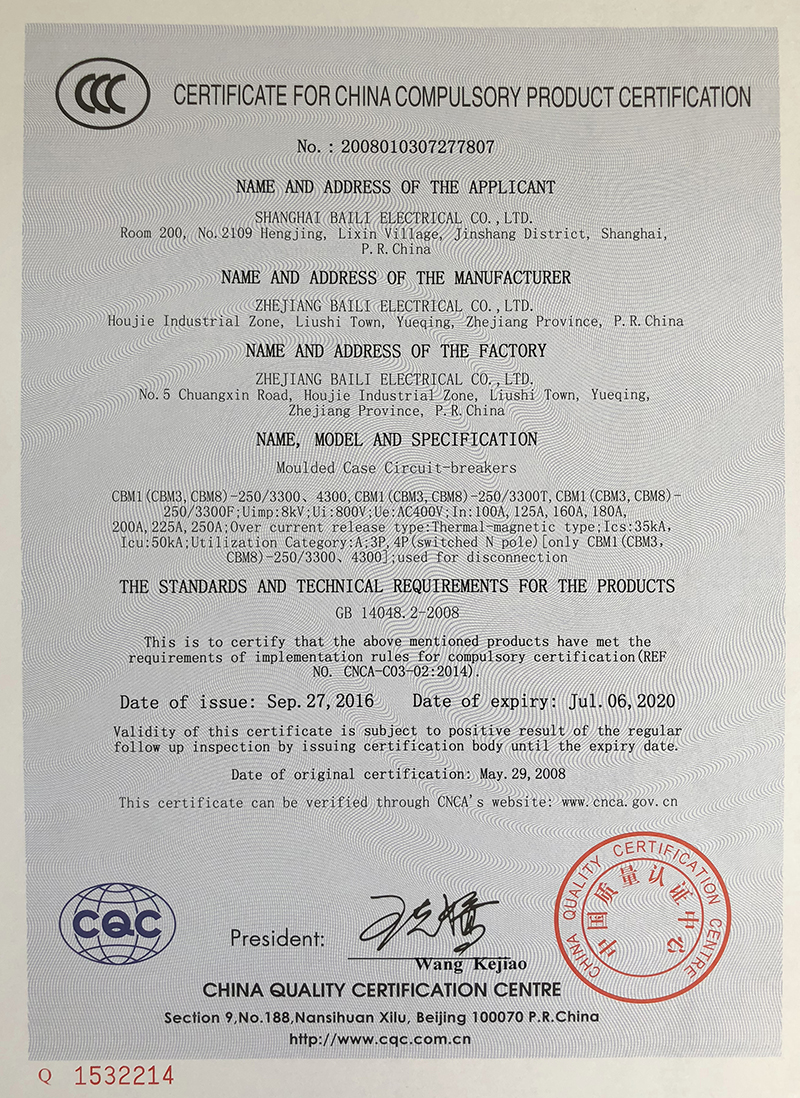 CCC
CERTIFICATE FOR CHINA COMPULSORY PRODUCT CERTIFICATION
No. : 2008010307277807
NAME AND ADDRESS OF THE APPLICANT
SHANGHAI BAILI ELECTRICAL CO.,LTD.
Room 200, No.2109 Hengjing, Lixin Village, Jinshang District, Shanghai,
P.R.China
NAME AND ADDRESS OF THE MANUFACTURER
ZHEJIANG BAILI ELECTRICAL CO.,LTD.
Houjie Industrial Zone, Liushi Town, Yueqing, Zhejiang Province, P.R.China
NAME AND ADDRESS OF THE FACTORY
ZHEJIANG BAILI ELECTRICAL CO.,LTD.
No.5 Chuangxin Road, Houjie Industrial Zone, Liushi Town, Yueqing,
Zhejiang Province, P.R.China
NAME, MODEL AND SPECIFICATION
Moulded Case Circuit-breakers
CBM1(CBM3,CBM8)-250/3300、4300,CBM1(CBM3,CBM8)-250/3300T,CBM1(CBM3,CBM8)-
250/3300F;Uimp:8kV;Ui:800V;Ue:AC400V;In:100A,125A,160A,180A,
200A,225A,250A;Over current release type:Thermal-magnetic type;Ics:35kA,
Icu:50kA;Utilization Category:A;3P,4P(switched N pole)[only CBM1(CBM3,
CBM8)-250/3300、4300];used for disconnection
THE STANDARDS AND TECHNICAL REQUIREMENTS FOR THE PRODUCTS
GB 14048.2-2008
This is to certify that the above mentioned products have met the
requirements of implementation rules for compulsory certification(REF
NO. CNCA-C03-02:2014).
Date of issue: Sep.27,2016 Date of expiry: Jul.06,2020
Validity of this certificate is subject to positive result of the regular
follow up inspection by issuing certification body until the expiry date.
Date of original certification: May.29,2008
This certificate can be verified through CNCA's website: www.cnca.gov.cn
CHINA QUALITY CERTIFICATION CENTRE
中国质量认证中心
CQC
President:
Wang Kejiao
CHINA QUALITY CERTIFICATION CENTRE
Section 9,No.188,Nansihuan Xilu, Beijing 100070 P.R.China
http://www.cqc.com.cn
Q 1532214